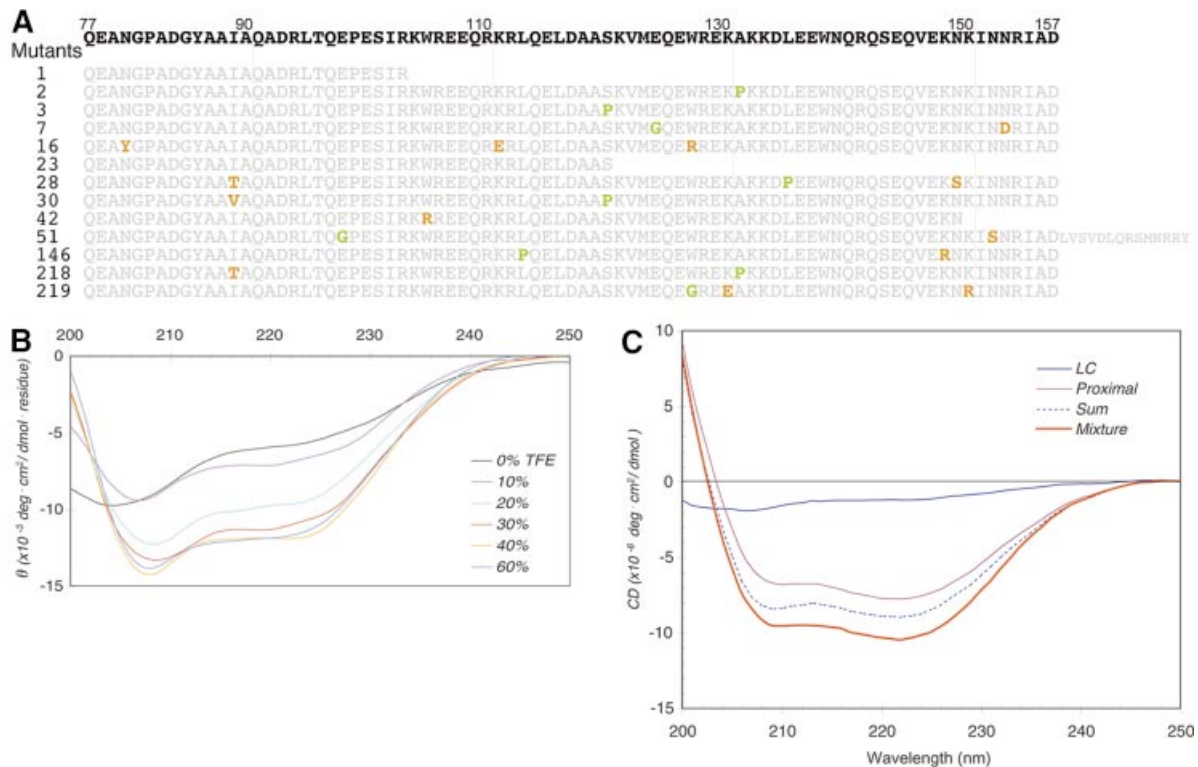 A
77 90 110 130 150 157
QEANGPADGYAAIAQADRLTQEPESIRKWREEQRKRLQELDAASKVMEQEWREKAKKDLEEWNQRQSEQVEKNKINNRIAD
Mutants
1 QEANGPADGYAAIAQADRLTQEPESIR
2 QEANGPADGYAAIAQADRLTQEPESIRKWREEQRKRLQELDAASKVMEQEWREKPKKDLEEWNQRQSEQVEKNKINNRIAD
3 QEANGPADGYAAIAQADRLTQEPESIRKWREEQRKRLQELDAAPKVMEQEWREKAKKDLEEWNQRQSEQVEKNKINNRIAD
7 QEANGPADGYAAIAQADRLTQEPESIRKWREEQRKRLQELDAASKVMGQEWREKAKKDLEEWNQRQSEQVEKNKINDRIAD
16 QEAYGPADGYAAIAQADRLTQEPESIRKWREEQRERLQELDAASKVMEQERREKAKKDLEEWNQRQSEQVEKNKINNRIAD
23 QEANGPADGYAAIAQADRLTQEPESIRKWREEQRKRLQELDAAS
28 QEANGPADGYAATAQADRLTQEPESIRKWREEQRKRLQELDAASKVMEQEWREKAKKDPEEWNQRQSEQVEKSKINNRIAD
30 QEANGPADGYAAVAQADRLTQEPESIRKWREEQRKRLQELDAAPKVMEQEWREKAKKDLEEWNQRQSEQVEKNKINNRIAD
42 QEANGPADGYAAIAQADRLTQEPESIRKRREEQRKRLQELDAASKVMEQEWREKAKKDLEEWNQRQSEQVEKN
51 QEANGPADGYAAIAQADRLTQGPESIRKWREEQRKRLQELDAASKVMEQEWREKAKKDLEEWNQRQSEQVEKNKISNRIADLVSVDLQRSMNRRY
146 QEANGPADGYAAIAQADRLTQEPESIRKWREEQRKRPQELDAASKVMEQEWREKAKKDLEEWNQRQSEQVERNKINNRIAD
218 QEANGPADGYAATAQADRLTQEPESIRKWREEQRKRLQELDAASKVMEQEWREKPKKDLEEWNQRQSEQVEKNKINNRIAD
219 QEANGPADGYAAIAQADRLTQEPESIRKWREEQRKRLQELDAASKVMEQEGREEAKKDLEEWNQRQSEQVEKNRINNRIAD
B
200 210 220 230 240 250
0
-5
-10
-15
θ (x10⁻³ deg · cm²/ dmol · residue)
0% TFE
10%
20%
30%
40%
60%
C
10
5
0
-5
-10
-15
CD (x10⁻⁶ deg · cm²/ dmol )
LC
Proximal
Sum
Mixture
200 210 220 230 240 250
Wavelength (nm)